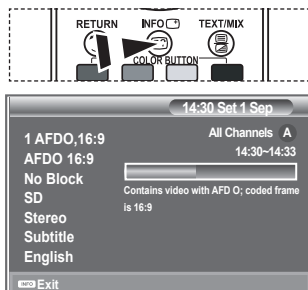 RETURN INFO TEXT/MIX
COLOR BUTTON
14:30 Set 1 Sep
1 AFDO,16:9
AFDO 16:9
No Block
SD
Stereo
Subtitle
English
All Channels A
14:30~14:33
Contains video with AFD O; coded frame
is 16:9
INFO Exit